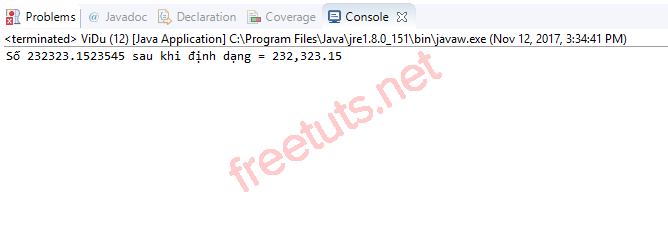 Problems @ Javadoc Declaration Coverage Console
<terminated> ViDu (12) [Java Application] C:\Program Files\Java\jre1.8.0_151\bin\javaw.exe (Nov 12, 2017, 3:34:41 PM)
Số 232323.1523545 sau khi định dạng = 232,323.15
freetuts.net